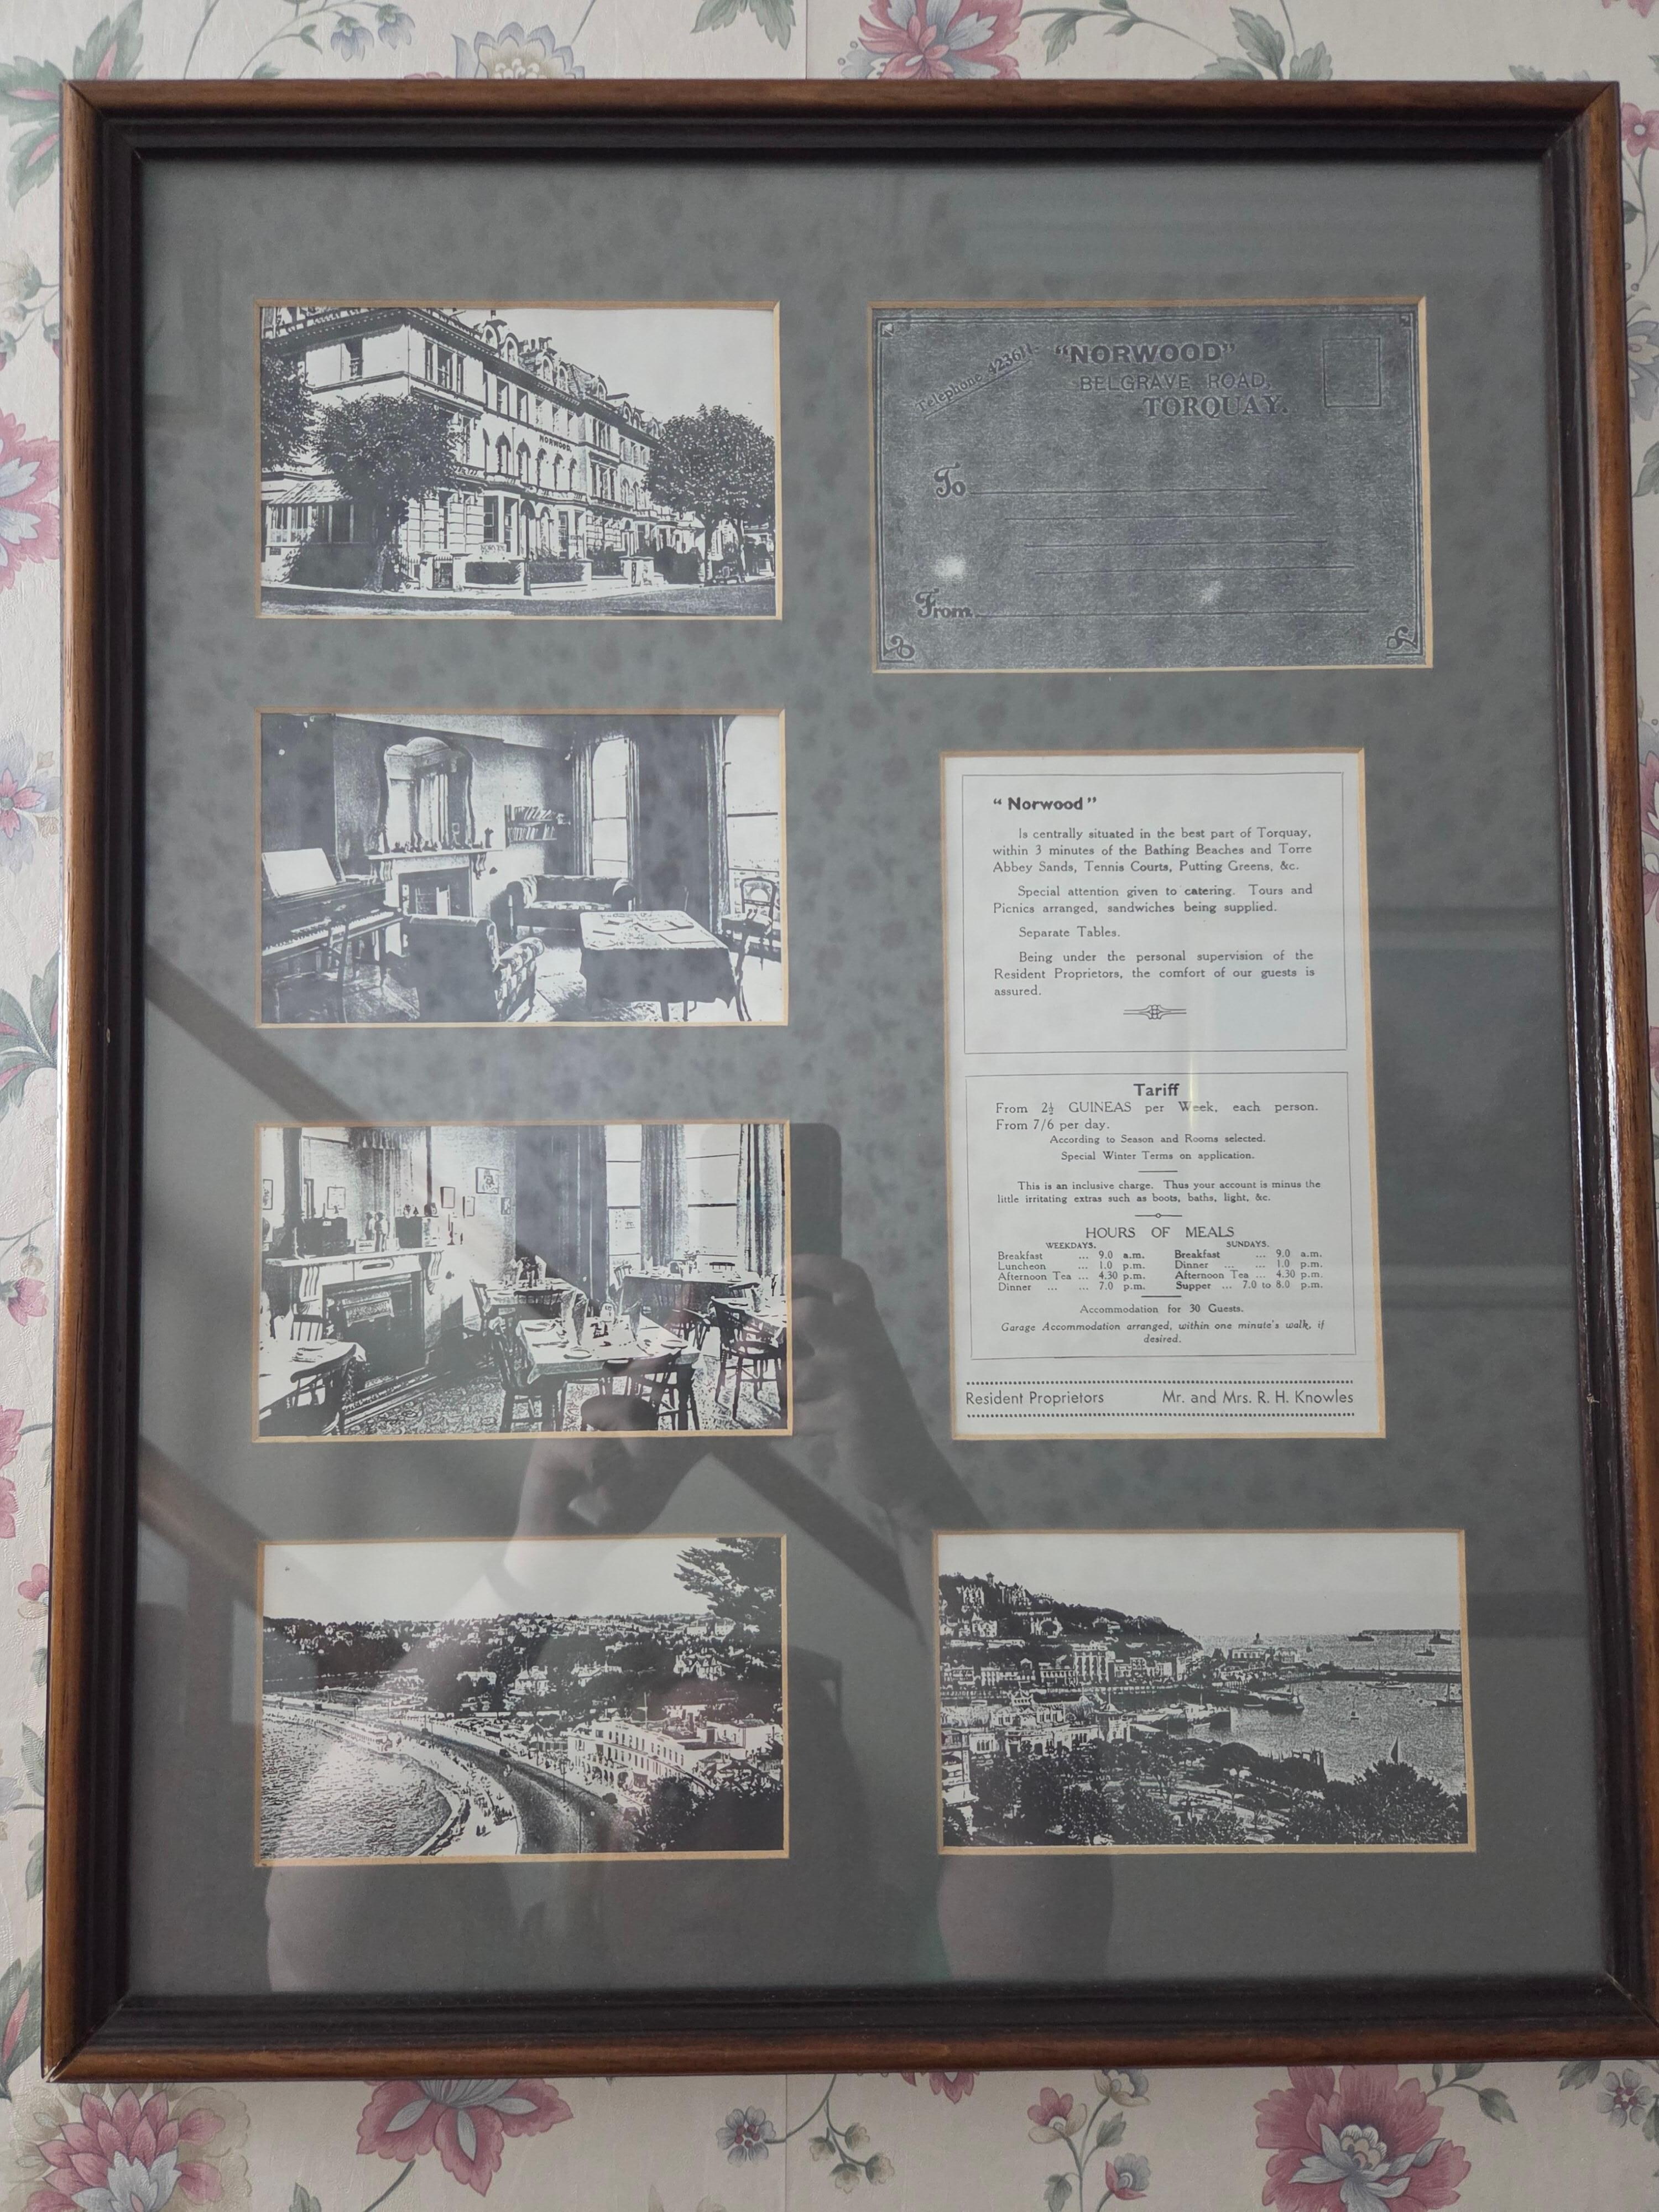 NORWOOD.
Telephone 4236
"NORWOOD"
BELGRAVE ROAD,
TORQUAY.
To
From
"Norwood"
Is centrally situated in the best part of Torquay,
within 3 minutes of the Bathing Beaches and Torre
Abbey Sands, Tennis Courts, Putting Greens, &c.
Special attention given to catering. Tours and
Picnics arranged, sandwiches being supplied.
Separate Tables.
Being under the personal supervision of the
Resident Proprietors, the comfort of our guests is
assured.
Tariff
From 2½ GUINEAS per Week, each person.
From 7/6 per day.
According to Season and Rooms selected.
Special Winter Terms on application.
This is an inclusive charge. Thus your account is minus the
little irritating extras such as boots, baths, light, &c.
HOURS OF MEALS
WEEKDAYS. SUNDAYS.
Breakfast ... 9.0 a.m. Breakfast ... 9.0 a.m.
Luncheon ... 1.0 p.m. Dinner ... ... 1.0 p.m.
Afternoon Tea ... 4.30 p.m. Afternoon Tea ... 4.30 p.m.
Dinner ... ... 7.0 p.m. Supper ... 7.0 to 8.0 p.m.
Accommodation for 30 Guests.
Garage Accommodation arranged, within one minute's walk, if
desired.
Resident Proprietors Mr. and Mrs. R. H. Knowles